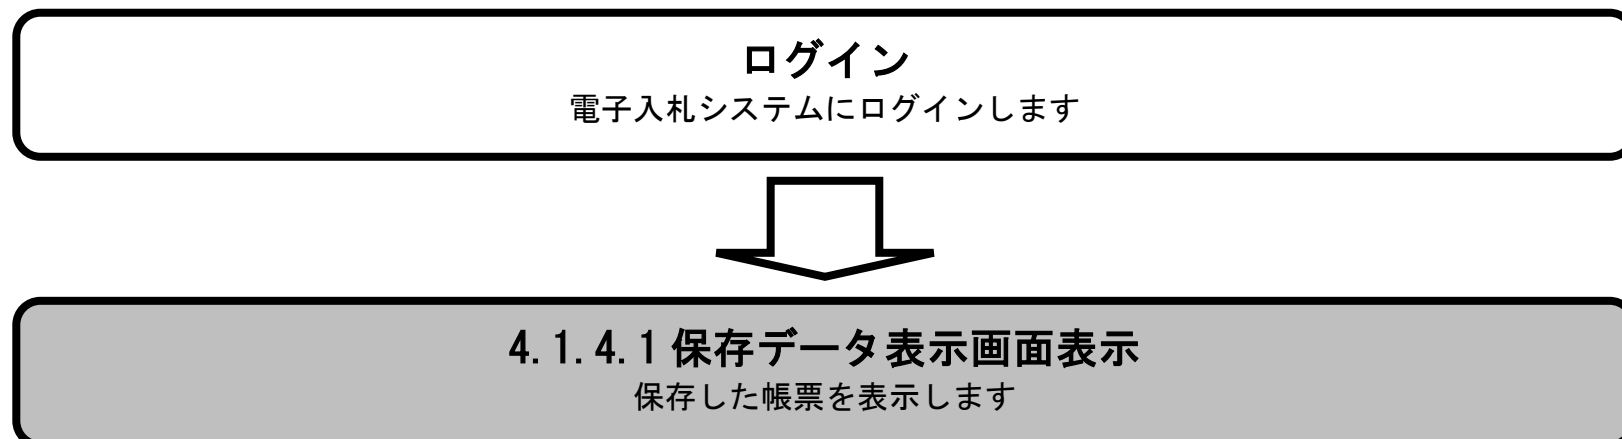 ログイン
電子入札システムにログインします
4.1.4.1保存データ表示画面表示
保存した帳票を表示します